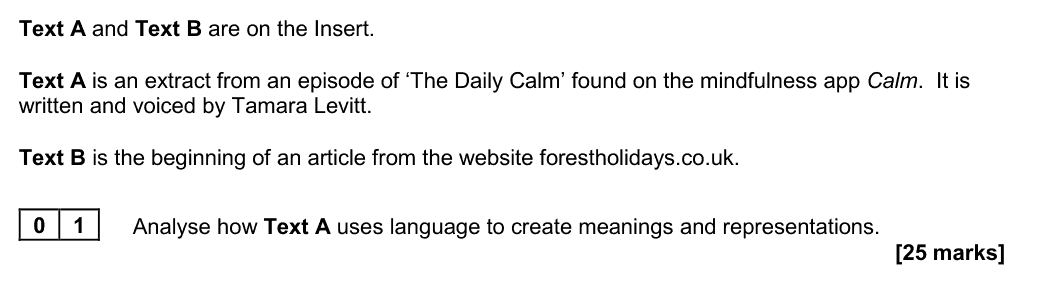 Text A and Text B are on the Insert.
Text A is an extract from an episode of ‘The Daily Calm’ found on the mindfulness app Calm. It is
written and voiced by Tamara Levitt.
Text B is the beginning of an article from the website forestholidays.co.uk.
0 1 Analyse how Text A uses language to create meanings and representations.
[25 marks]